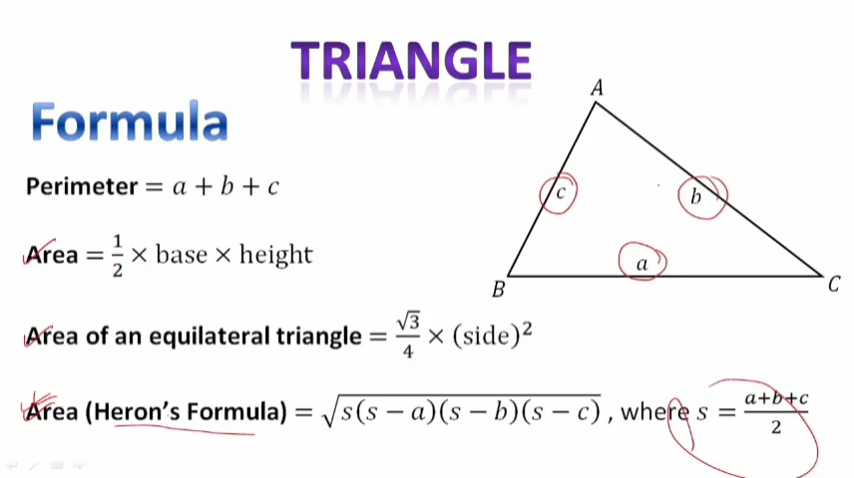 TRIANGLE
Formula
Perimeter = a + b + c
Area = 1/2 × base × height
Area of an equilateral triangle = √3/4 × (side)²
Area (Heron's Formula) = √s(s − a)(s − b)(s − c) , where s = a+b+c/2
A
c
b
a
B
C